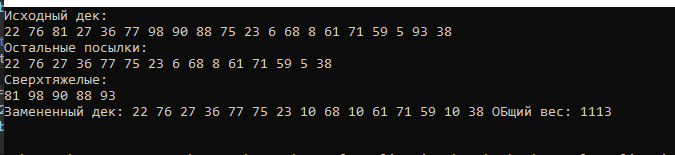 Исходный дек:
22 76 81 27 36 77 98 90 88 75 23 6 68 8 61 71 59 5 93 38
Остальные посылки:
22 76 27 36 77 75 23 6 68 8 61 71 59 5 38
Сверхтяжелые:
81 98 90 88 93
Замененный дек: 22 76 27 36 77 75 23 10 68 10 61 71 59 10 38 ОБщий вес: 1113